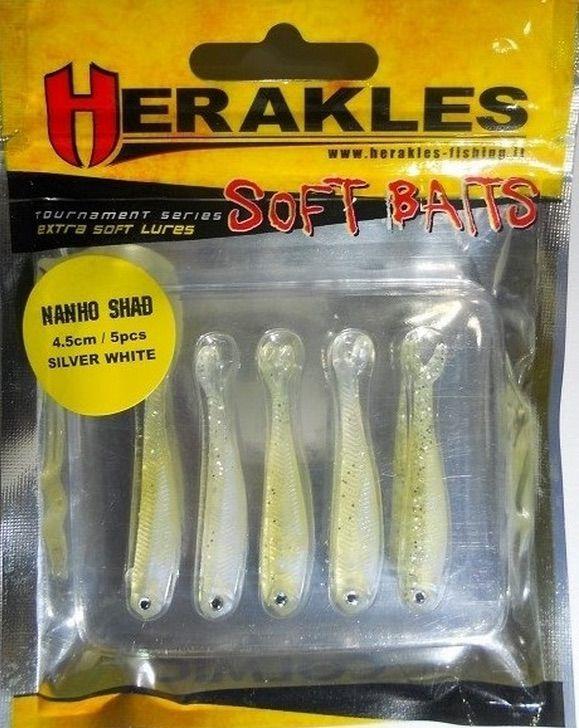 HERAKLES
www.herakles-fishing.it
TOURNAMENT SERIES
EXTRA SOFT LURES
SOFT BAITS
NANHO SHAD
4.5cm / 5pcs
SILVER WHITE